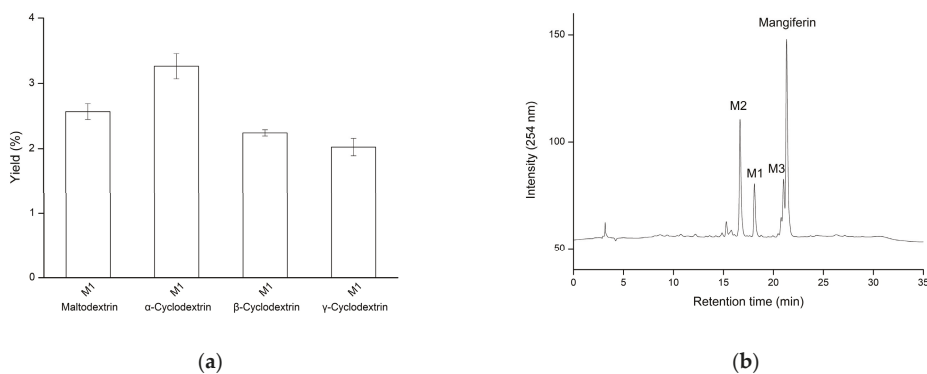 4
3
2
1
0
Yield (%)
M1
M1
M1
M1
Maltodextrin
α-Cyclodextrin
β-Cyclodextrin
γ-Cyclodextrin
(a)
150
100
50
Intensity (254 nm)
Mangiferin
M2
M1
M3
0
5
10
15
20
25
30
35
Retention time (min)
(b)